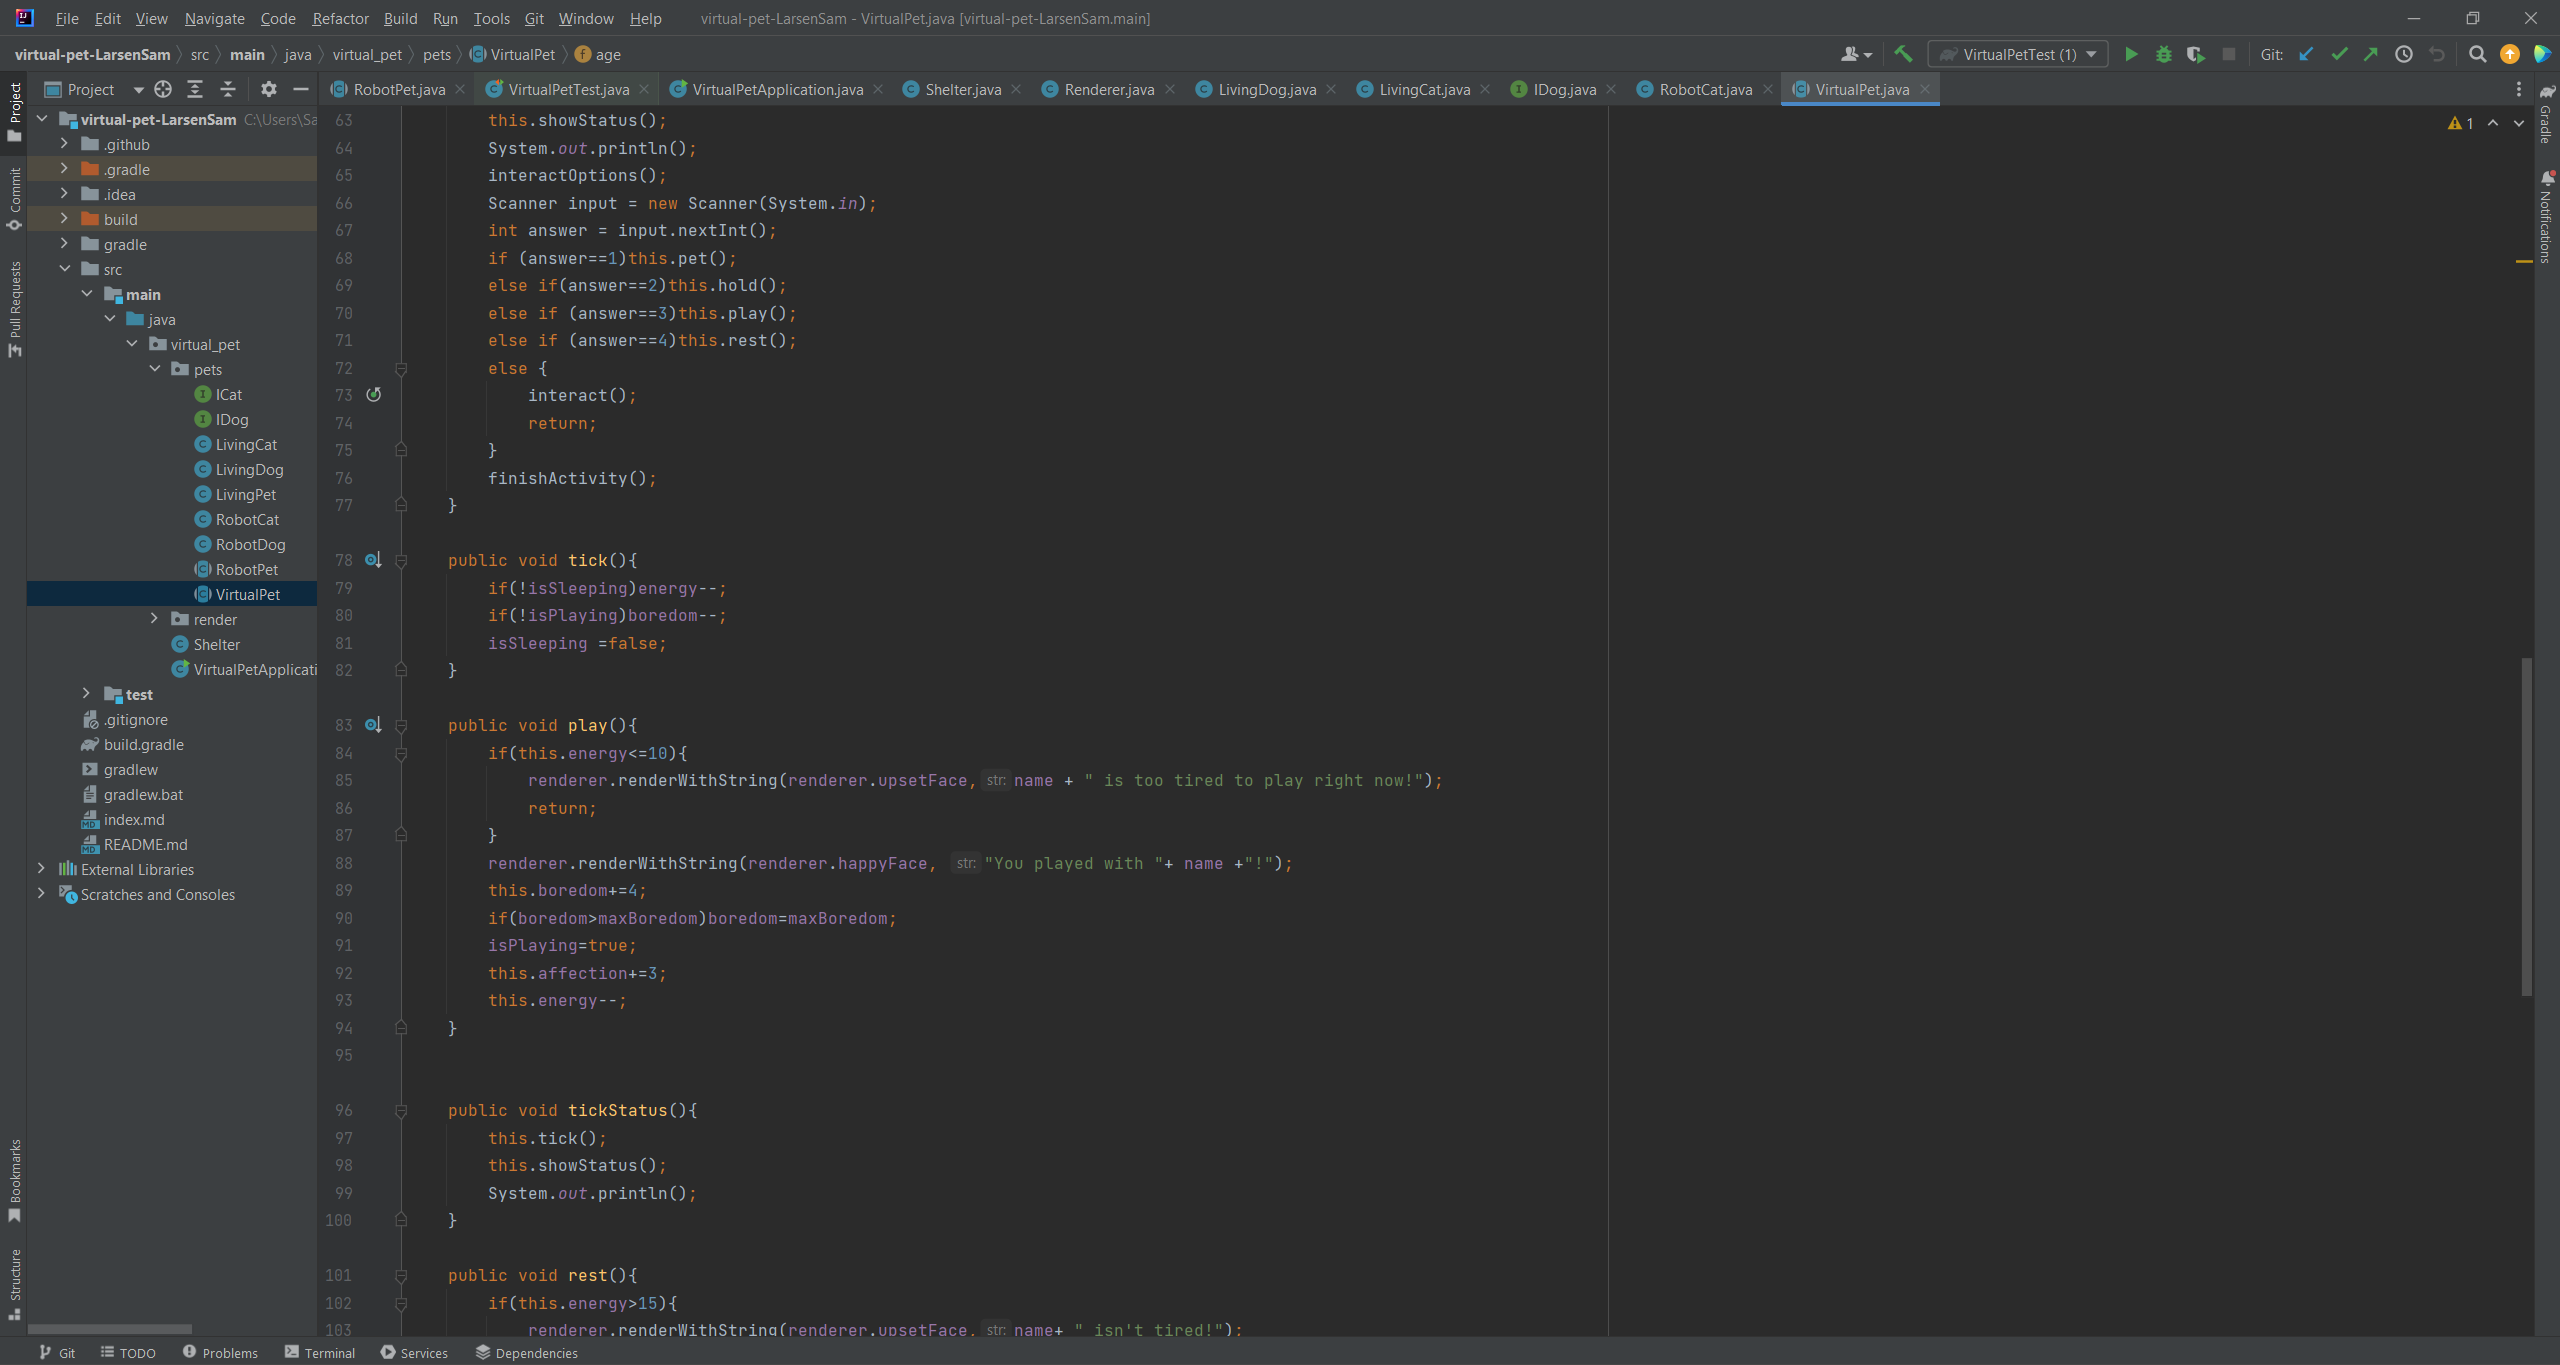 File Edit View Navigate Code Refactor Build Run Tools Git Window Help virtual-pet-LarsenSam - VirtualPet.java [virtual-pet-LarsenSam.main]
virtual-pet-LarsenSam src main java virtual_pet pets VirtualPet age VirtualPetTest (1) Git:
Project RobotPet.java VirtualPetTest.java VirtualPetApplication.java Shelter.java Renderer.java LivingDog.java LivingCat.java IDog.java RobotCat.java VirtualPet.java
Project
Commit
Pull Requests
Bookmarks
Structure
virtual-pet-LarsenSam C:\Users\Sa
.github
.gradle
.idea
build
gradle
src
main
java
virtual_pet
pets
ICat
IDog
LivingCat
LivingDog
LivingPet
RobotCat
RobotDog
RobotPet
VirtualPet
render
Shelter
VirtualPetApplicati
test
.gitignore
build.gradle
gradlew
gradlew.bat
index.md
README.md
External Libraries
Scratches and Consoles
63 this.showStatus();
64 System.out.println();
65 interactOptions();
66 Scanner input = new Scanner(System.in);
67 int answer = input.nextInt();
68 if (answer==1)this.pet();
69 else if(answer==2)this.hold();
70 else if (answer==3)this.play();
71 else if (answer==4)this.rest();
72 else {
73 interact();
74 return;
75 }
76 finishActivity();
77 }
78 public void tick(){
79 if(!isSleeping)energy--;
80 if(!isPlaying)boredom--;
81 isSleeping =false;
82 }
83 public void play(){
84 if(this.energy<=10){
85 renderer.renderWithString(renderer.upsetFace, str: name + " is too tired to play right now!");
86 return;
87 }
88 renderer.renderWithString(renderer.happyFace, str: "You played with "+ name +"!");
89 this.boredom+=4;
90 if(boredom>maxBoredom)boredom=maxBoredom;
91 isPlaying=true;
92 this.affection+=3;
93 this.energy--;
94 }
95
96 public void tickStatus(){
97 this.tick();
98 this.showStatus();
99 System.out.println();
100 }
101 public void rest(){
102 if(this.energy>15){
103 renderer.renderWithString(renderer.upsetFace, str: name+ " isn't tired!");
1
Gradle
Notifications
Git TODO Problems Terminal Services Dependencies